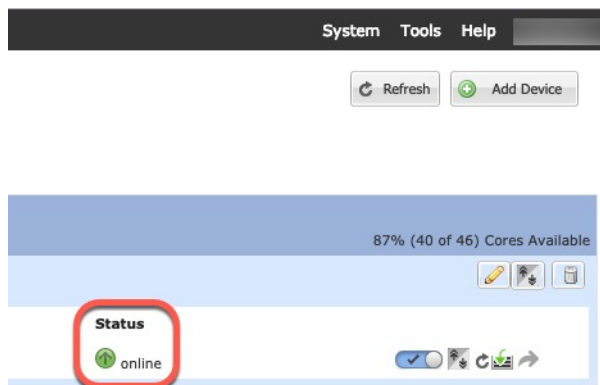 System Tools Help
Refresh Add Device
87% (40 of 46) Cores Available
Status
online